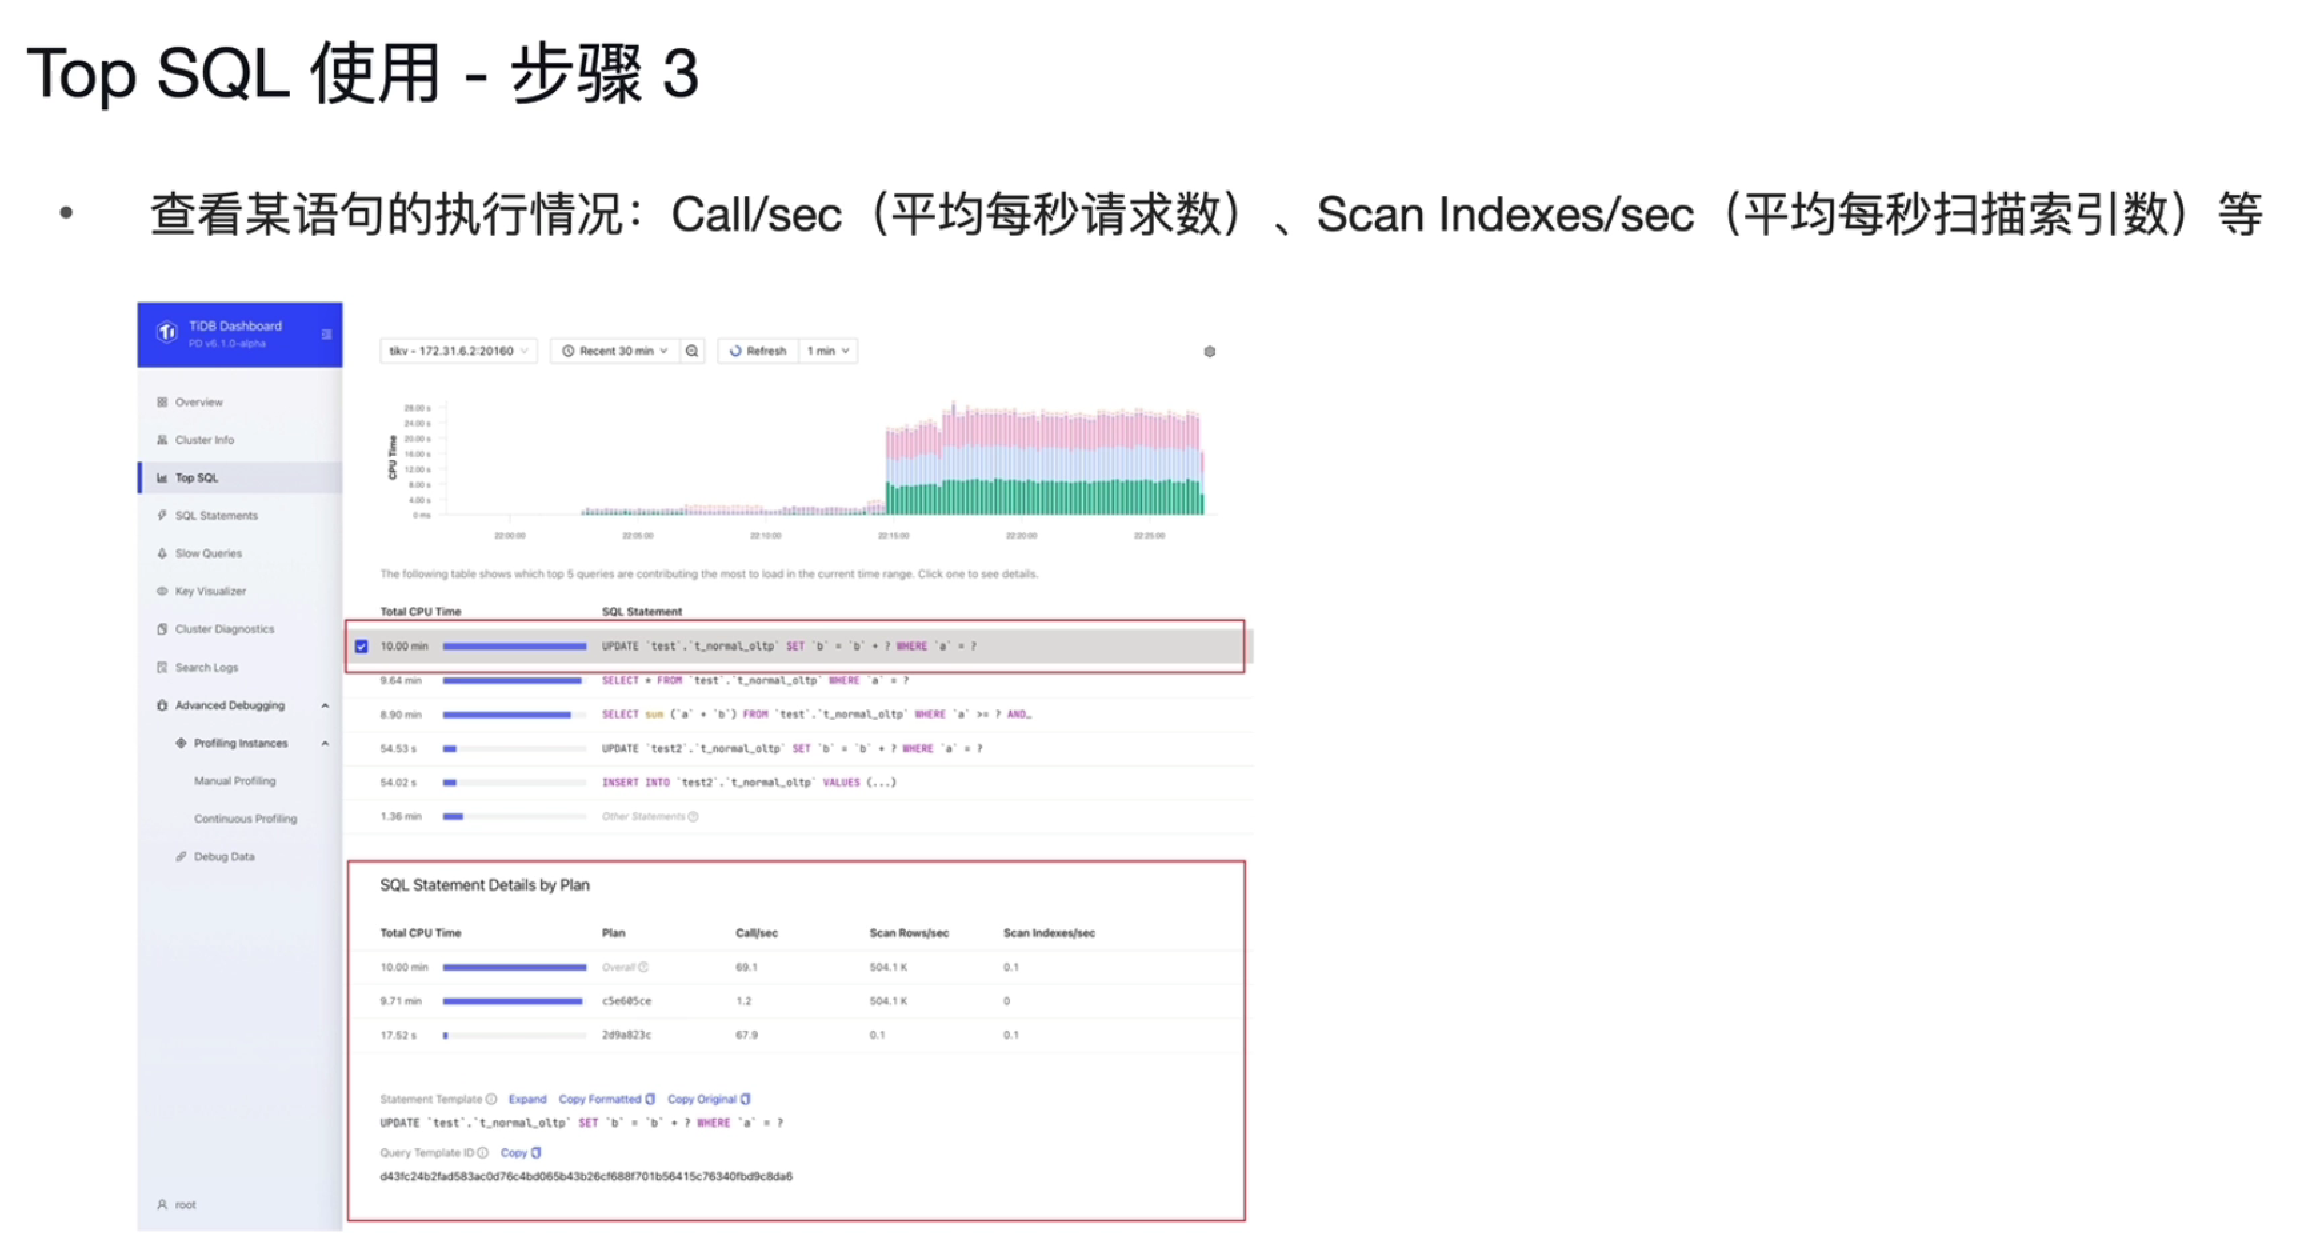 Top SQL 使用 - 步骤 3
• 查看某语句的执行情况：Call/sec（平均每秒请求数）、Scan Indexes/sec（平均每秒扫描索引数）等
TiDB Dashboard
PD v6.1.0-alpha
Overview
Cluster Info
Top SQL
SQL Statements
Slow Queries
Key Visualizer
Cluster Diagnostics
Search Logs
Advanced Debugging
Profiling Instances
Manual Profiling
Continuous Profiling
Debug Data
root
tikv - 172.31.6.2:20160 Recent 30 min Refresh 1 min
CPU Time
28.00 s
24.00 s
20.00 s
16.00 s
12.00 s
8.00 s
4.00 s
0 ms
22:00:00 22:05:00 22:10:00 22:15:00 22:20:00 22:25:00
The following table shows which top 5 queries are contributing the most to load in the current time range. Click one to see details.
Total CPU Time SQL Statement
10.00 min UPDATE `test`.`t_normal_oltp` SET `b` = `b` + ? WHERE `a` = ?
9.64 min SELECT * FROM `test`.`t_normal_oltp` WHERE `a` = ?
8.90 min SELECT sum (`a` * `b`) FROM `test`.`t_normal_oltp` WHERE `a` >= ? AND…
54.53 s UPDATE `test2`.`t_normal_oltp` SET `b` = `b` + ? WHERE `a` = ?
54.02 s INSERT INTO `test2`.`t_normal_oltp` VALUES (...)
1.36 min Other Statements
SQL Statement Details by Plan
Total CPU Time Plan Call/sec Scan Rows/sec Scan Indexes/sec
10.00 min Overall 69.1 504.1 K 0.1
9.71 min c5e605ce 1.2 504.1 K 0
17.52 s 2d9a823c 67.9 0.1 0.1
Statement Template Expand Copy Formatted Copy Original
UPDATE `test`.`t_normal_oltp` SET `b` = `b` + ? WHERE `a` = ?
Query Template ID Copy
d43fc24b2fad583ac0d76c4bd065b43b26cf688f701b56415c76340fbd9c8da6